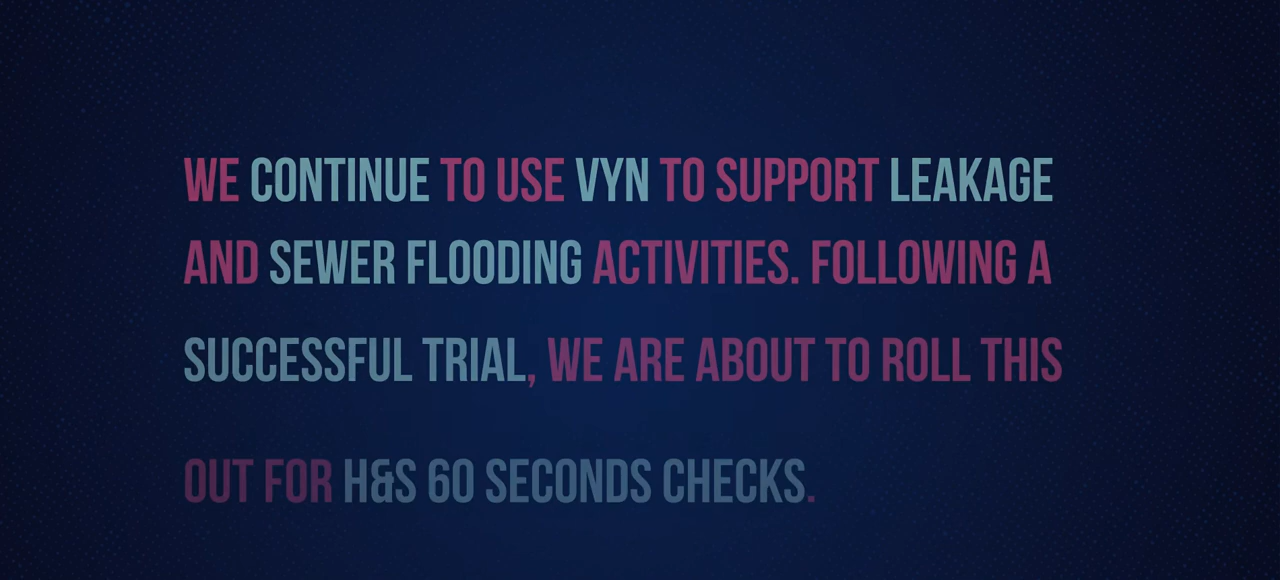 WE CONTINUE TO USE VYN TO SUPPORT LEAKAGE
AND SEWER FLOODING ACTIVITIES. FOLLOWING A
SUCCESSFUL TRIAL, WE ARE ABOUT TO ROLL THIS
OUT FOR H&S 60 SECONDS CHECKS.